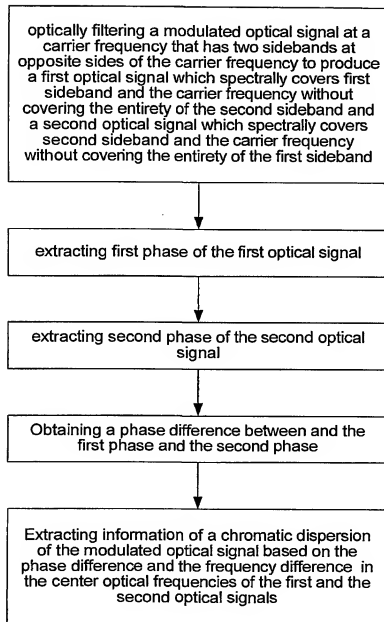 optically filtering a modulated optical signal at a
carrier frequency that has two sidebands at
opposite sides of the carrier frequency to produce
a first optical signal which spectrally covers first
sideband and the carrier frequency without
covering the entirety of the second sideband and
a second optical signal which spectrally covers
second sideband and the carrier frequency
without covering the entirety of the first sideband
extracting first phase of the first optical signal
extracting second phase of the second optical
signal
Obtaining a phase difference between and the
first phase and the second phase
Extracting information of a chromatic dispersion
of the modulated optical signal based on the
phase difference and the frequency difference in
the center optical frequencies of the first and the
second optical signals